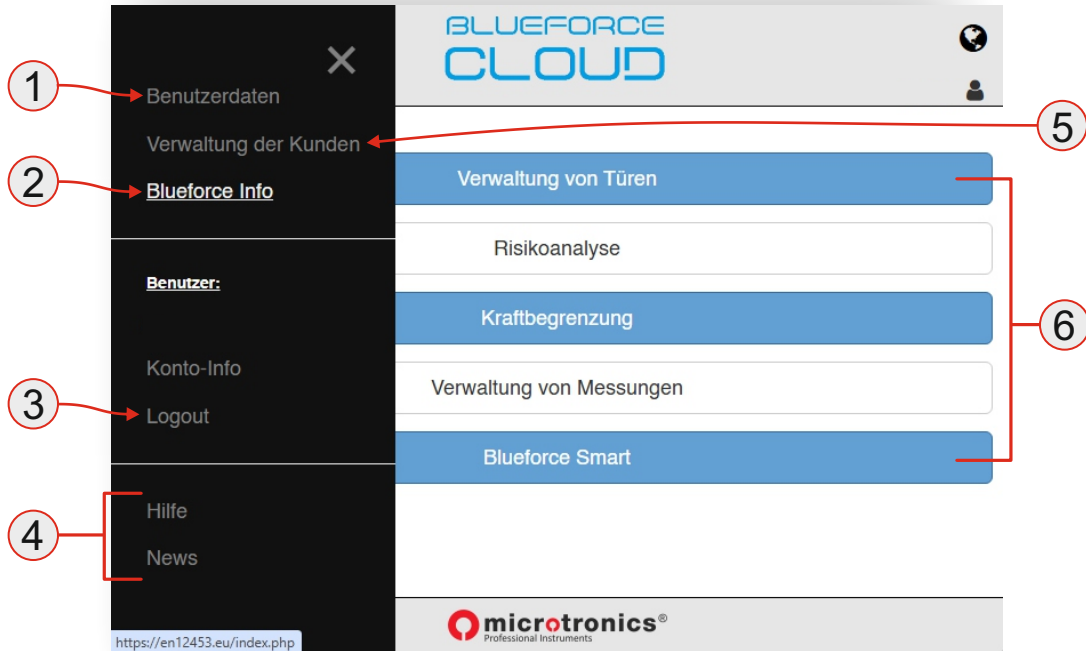 BLUEFORCE
CLOUD
1
Benutzerdaten
Verwaltung der Kunden
5
2
Blueforce Info
Verwaltung von Türen
Risikoanalyse
Benutzer:
Kraftbegrenzung
6
Konto-Info
Verwaltung von Messungen
3
Logout
Blueforce Smart
Hilfe
4
News
microtronics®
Professional Instruments
https://en12453.eu/index.php